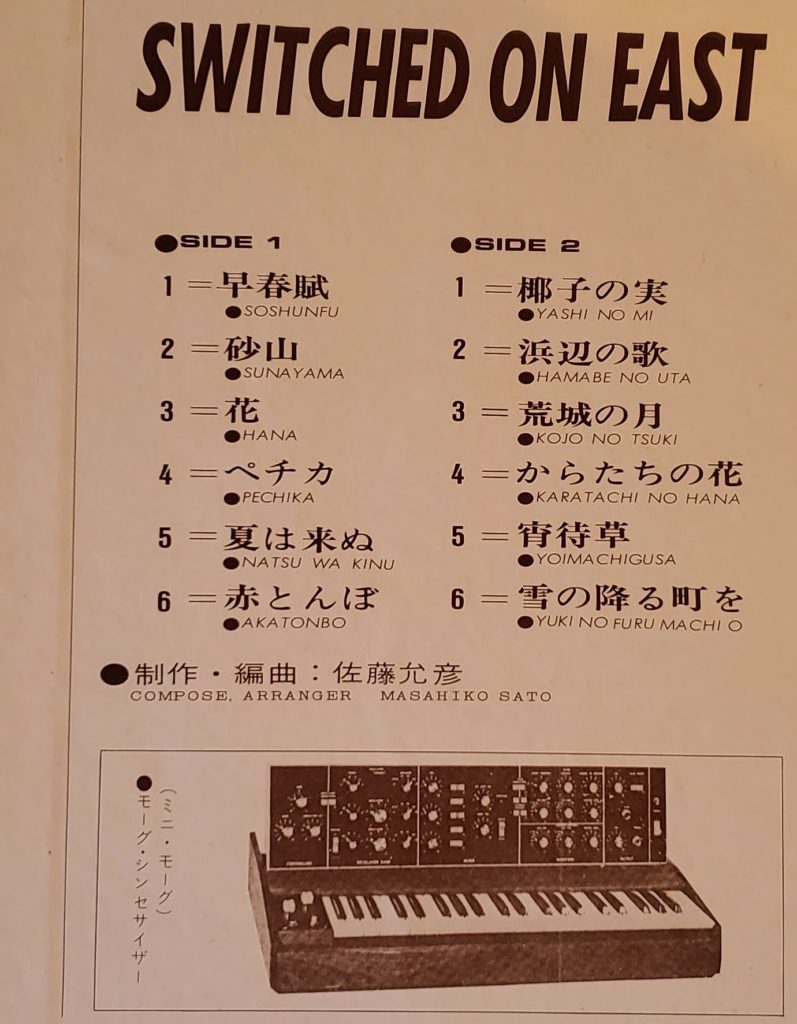 SWITCHED ON EAST
●SIDE 1
1=早春賦
●SOSHUNFU
2=砂山
●SUNAYAMA
3=花
●HANA
4=ペチカ
●PECHIKA
5=夏は来ぬ
●NATSU WA KINU
6=赤とんぼ
●AKATONBO
●SIDE 2
1=椰子の実
●YASHI NO MI
2=浜辺の歌
●HAMABE NO UTA
3=荒城の月
●KOJO NO TSUKI
4=からたちの花
●KARATACHI NO HANA
5=宵待草
●YOIMACHIGUSA
6=雪の降る町を
●YUKI NO FURU MACHI O
●制作・編曲：佐藤允彦
COMPOSE, ARRANGER MASAHIKO SATO
(ミニ・モーグ)
●モーグ・シンセサイザー